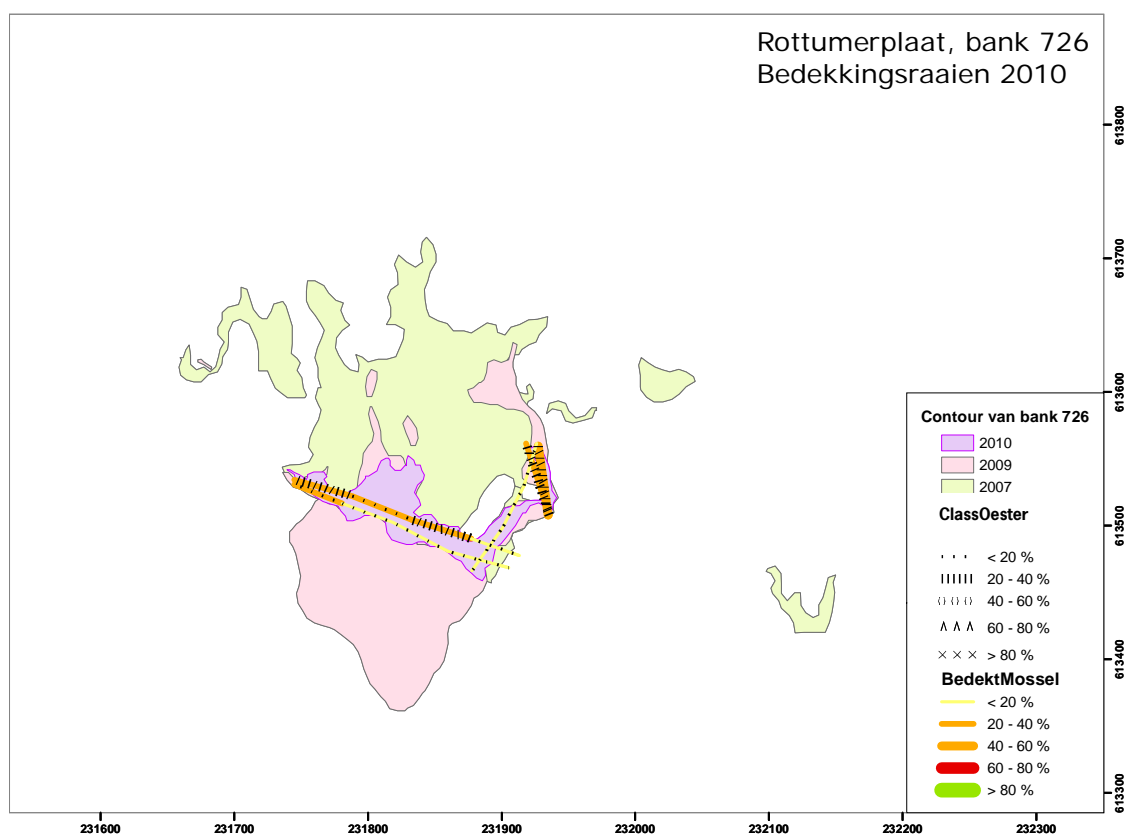 Rottumerplaat, bank 726
Bedekkingsraaien 2010
613800
613700
613600
613500
613400
613300
Contour van bank 726
2010
2009
2007
ClassOester
< 20 %
20 - 40 %
40 - 60 %
60 - 80 %
> 80 %
BedektMossel
< 20 %
20 - 40 %
40 - 60 %
60 - 80 %
> 80 %
231600 231700 231800 231900 232000 232100 232200 232300